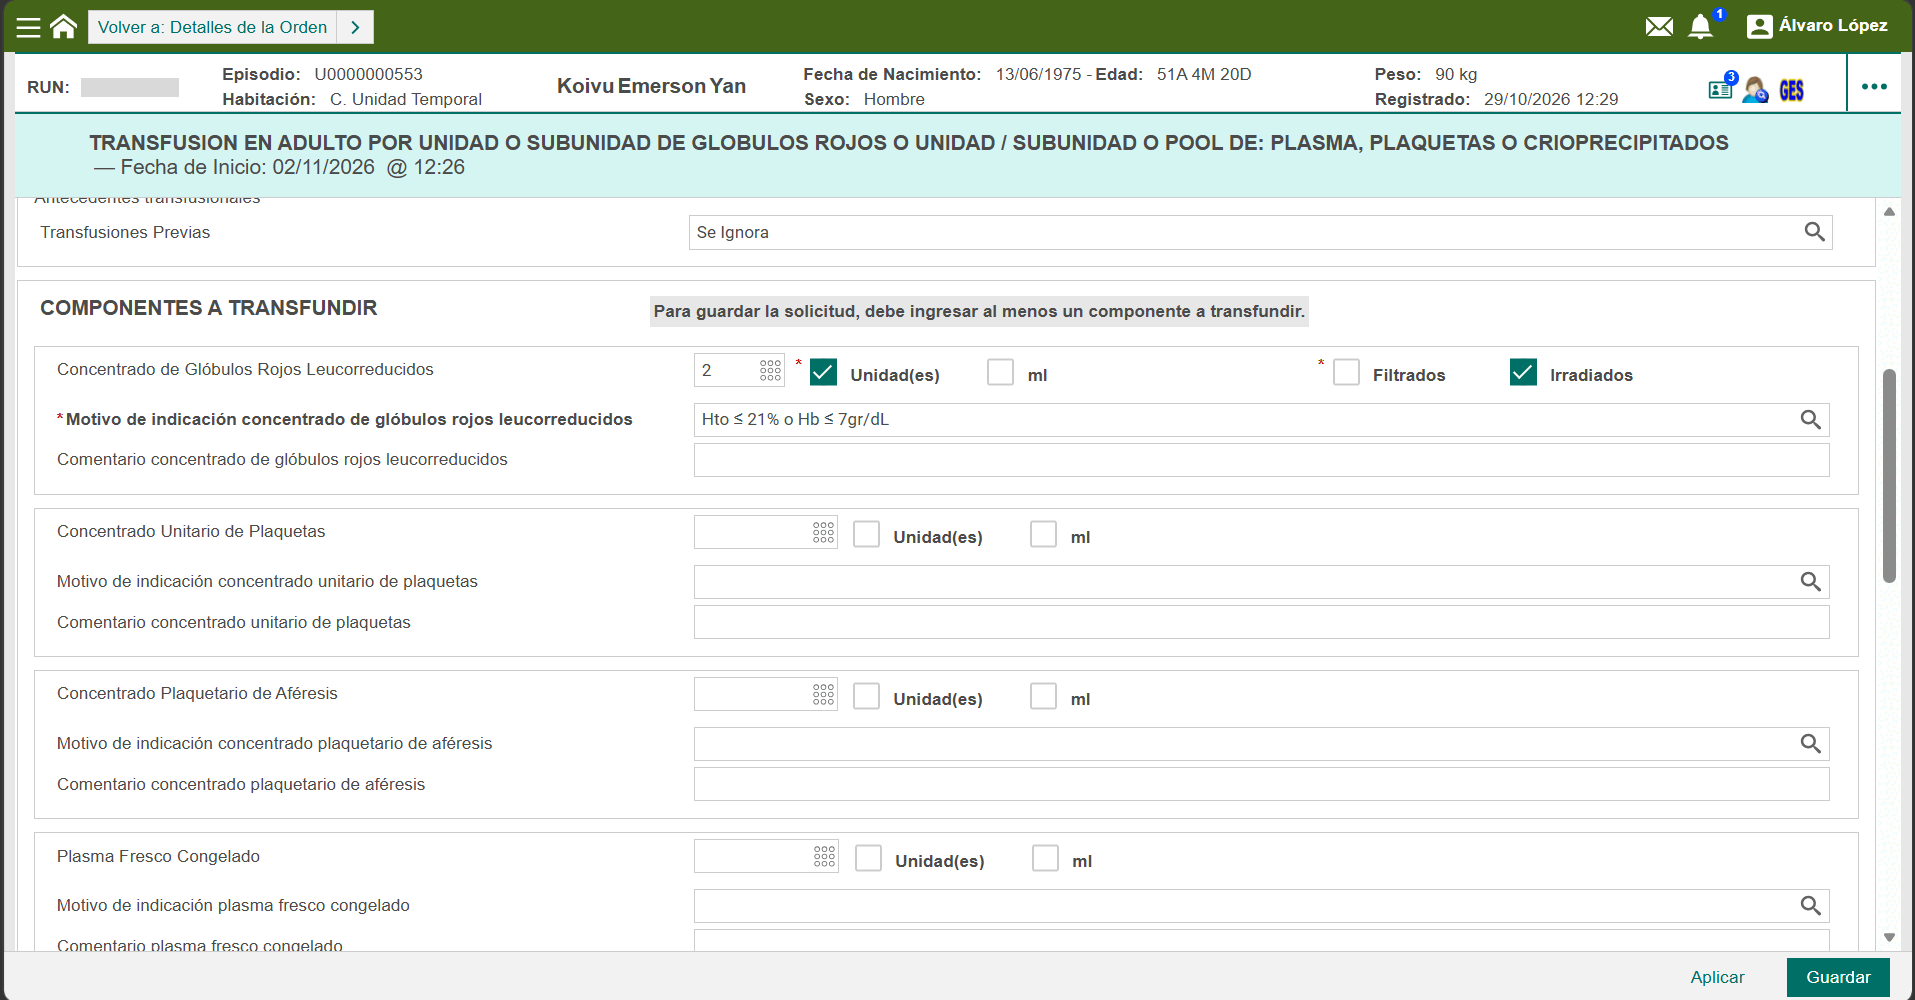 Volver a: Detalles de la Orden
1
Álvaro López
RUN:
Episodio: U0000000553
Habitación: C. Unidad Temporal
Koivu Emerson Yan
Fecha de Nacimiento: 13/06/1975 - Edad: 51A 4M 20D
Sexo: Hombre
Peso: 90 kg
Registrado: 29/10/2026 12:29
3
GES
TRANSFUSION EN ADULTO POR UNIDAD O SUBUNIDAD DE GLOBULOS ROJOS O UNIDAD / SUBUNIDAD O POOL DE: PLASMA, PLAQUETAS O CRIOPRECIPITADOS
— Fecha de Inicio: 02/11/2026 @ 12:26
Antecedentes transfusionales
Transfusiones Previas
Se Ignora
COMPONENTES A TRANSFUNDIR
Para guardar la solicitud, debe ingresar al menos un componente a transfundir.
Concentrado de Glóbulos Rojos Leucorreducidos
2
* Unidad(es)
ml
* Filtrados
Irradiados
*Motivo de indicación concentrado de glóbulos rojos leucorreducidos
Hto ≤ 21% o Hb ≤ 7gr/dL
Comentario concentrado de glóbulos rojos leucorreducidos
Concentrado Unitario de Plaquetas
Unidad(es)
ml
Motivo de indicación concentrado unitario de plaquetas
Comentario concentrado unitario de plaquetas
Concentrado Plaquetario de Aféresis
Unidad(es)
ml
Motivo de indicación concentrado plaquetario de aféresis
Comentario concentrado plaquetario de aféresis
Plasma Fresco Congelado
Unidad(es)
ml
Motivo de indicación plasma fresco congelado
Comentario plasma fresco congelado
Aplicar
Guardar